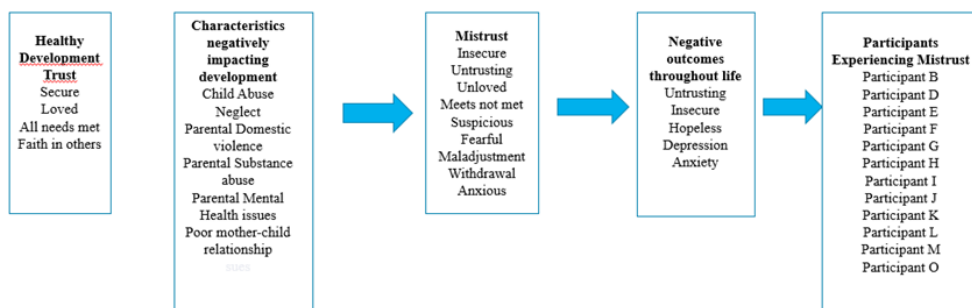 Healthy
Development
Trust
Secure
Loved
All needs met
Faith in others
Characteristics
negatively
impacting
development
Child Abuse
Neglect
Parental Domestic
violence
Parental Substance
abuse
Parental Mental
Health issues
Poor mother-child
relationship
sues
Mistrust
Insecure
Untrusting
Unloved
Meets not met
Suspicious
Fearful
Maladjustment
Withdrawal
Anxious
Negative
outcomes
throughout life
Untrusting
Insecure
Hopeless
Depression
Anxiety
Participants
Experiencing Mistrust
Participant B
Participant D
Participant E
Participant F
Participant G
Participant H
Participant I
Participant J
Participant K
Participant L
Participant M
Participant O